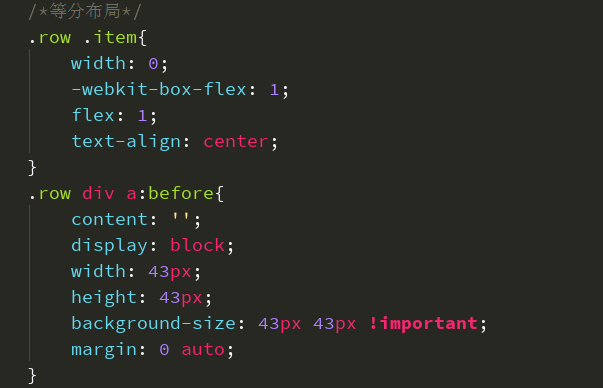 /*等分布局*/
.row .item{
width: 0;
-webkit-box-flex: 1;
flex: 1;
text-align: center;
}
.row div a:before{
content: '';
display: block;
width: 43px;
height: 43px;
background-size: 43px 43px !important;
margin: 0 auto;
}